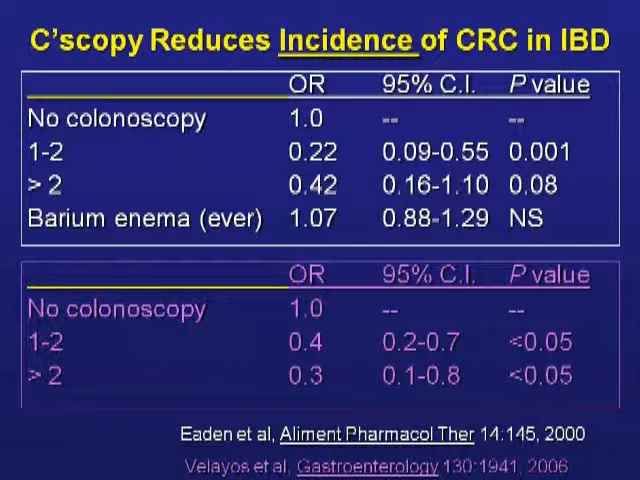 C'scopy Reduces Incidence of CRC in IBD
OR 95% C.I. P value
No colonoscopy 1.0 -- --
1-2 0.22 0.09-0.55 0.001
> 2 0.42 0.16-1.10 0.08
Barium enema (ever) 1.07 0.88-1.29 NS
OR 95% C.I. P value
No colonoscopy 1.0 -- --
1-2 0.4 0.2-0.7 <0.05
> 2 0.3 0.1-0.8 <0.05
Eaden et al, Aliment Pharmacol Ther 14:145, 2000
Velayos et al, Gastroenterology 130:1941, 2006